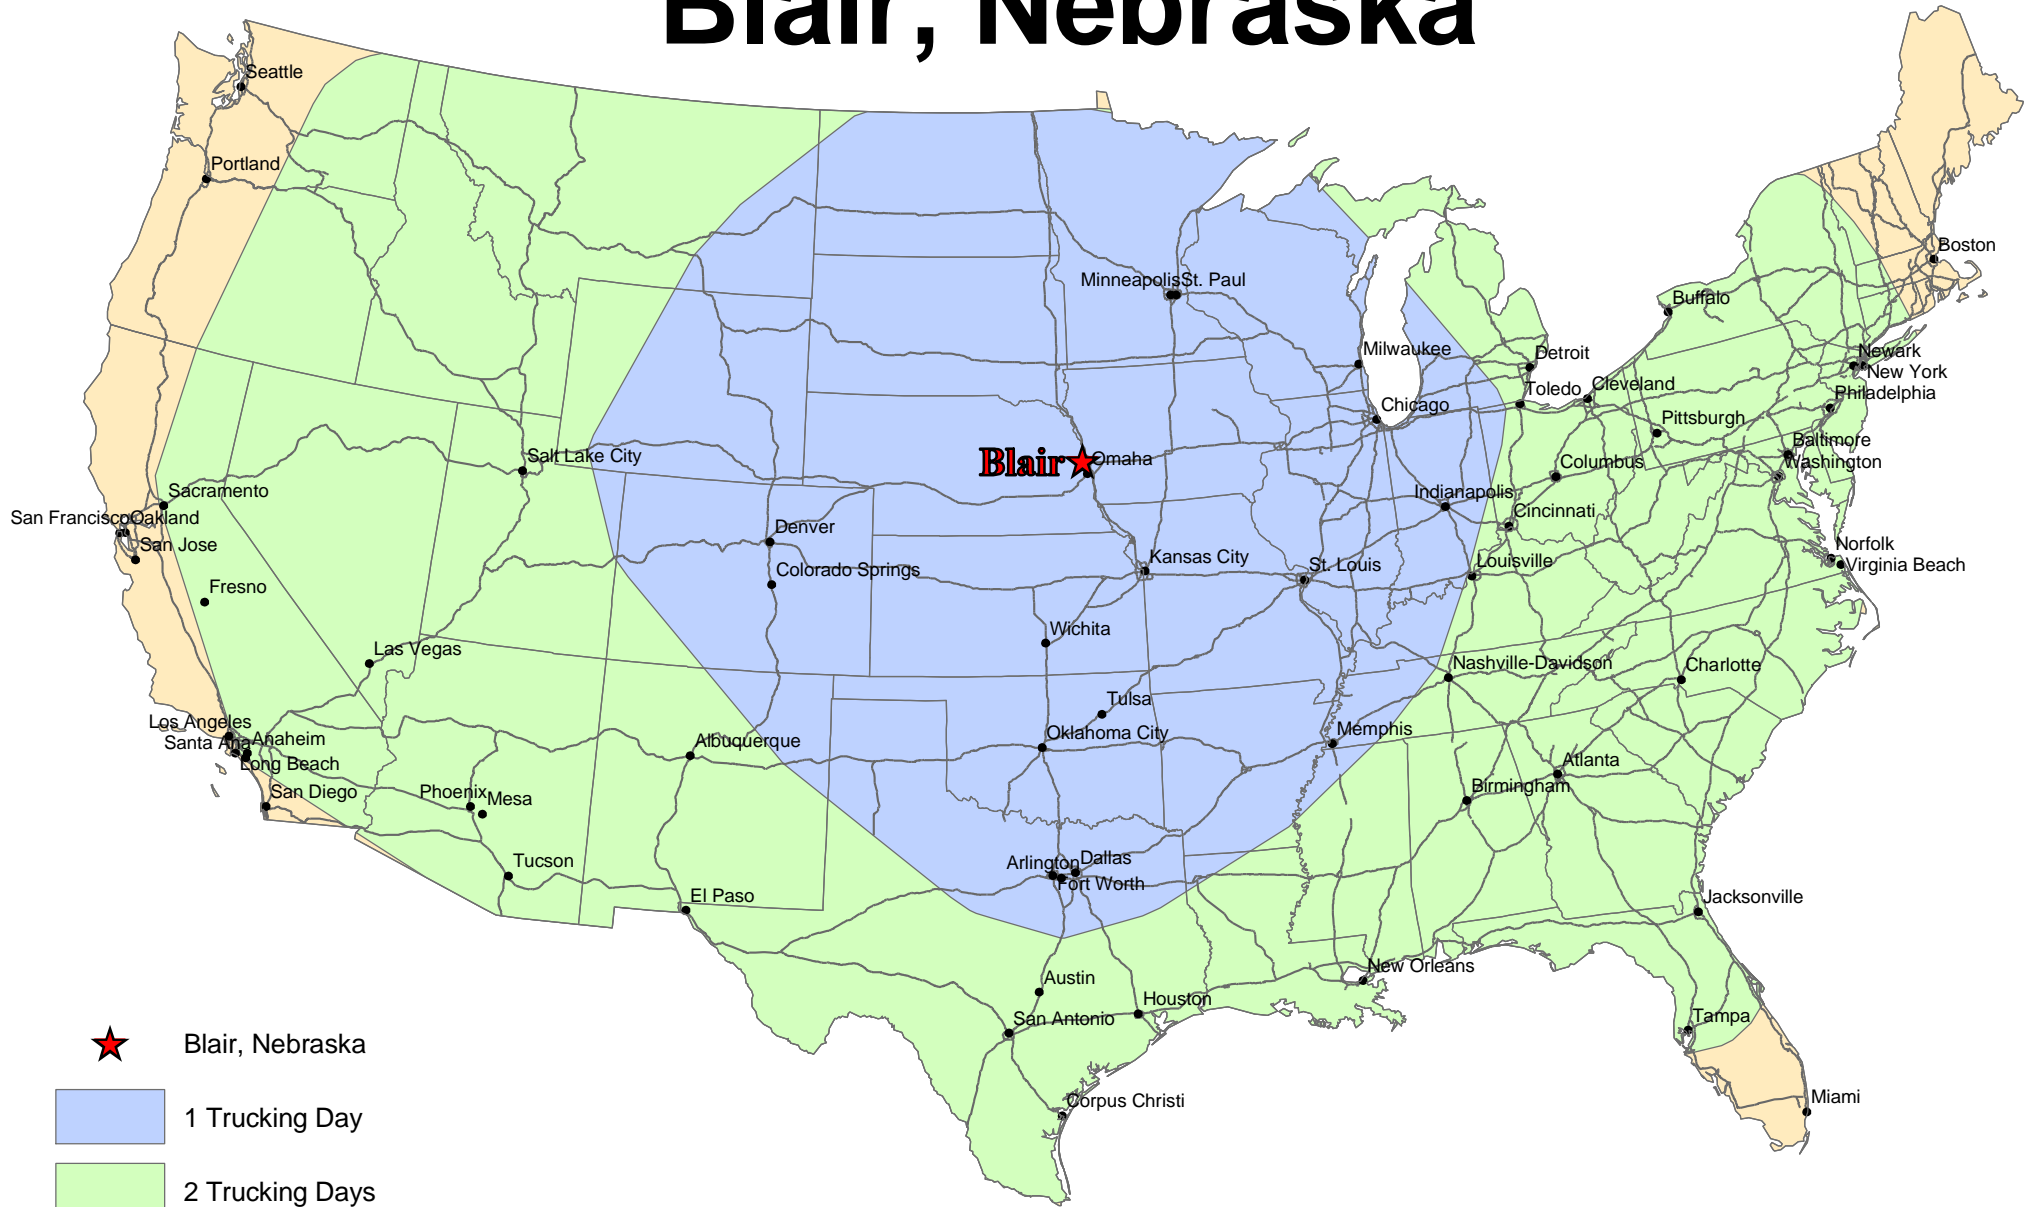 Blair, Nebraska
Seattle
Portland
Boston
Minneapolis
St. Paul
Buffalo
Milwaukee
Detroit
Newark
New York
Toledo
Cleveland
Philadelphia
Chicago
Pittsburgh
Baltimore
Blair
Omaha
Salt Lake City
Columbus
Washington
Sacramento
Indianapolis
San Francisco
Oakland
Cincinnati
Denver
San Jose
Norfolk
Kansas City
St. Louis
Louisville
Virginia Beach
Colorado Springs
Fresno
Wichita
Las Vegas
Nashville-Davidson
Charlotte
Tulsa
Los Angeles
Memphis
Oklahoma City
Santa Ana
Anaheim
Albuquerque
Long Beach
Atlanta
San Diego
Phoenix
Mesa
Birmingham
Tucson
Arlington
Dallas
Fort Worth
El Paso
Jacksonville
New Orleans
Austin
Houston
San Antonio
Tampa
Blair, Nebraska
Corpus Christi
Miami
1 Trucking Day
2 Trucking Days